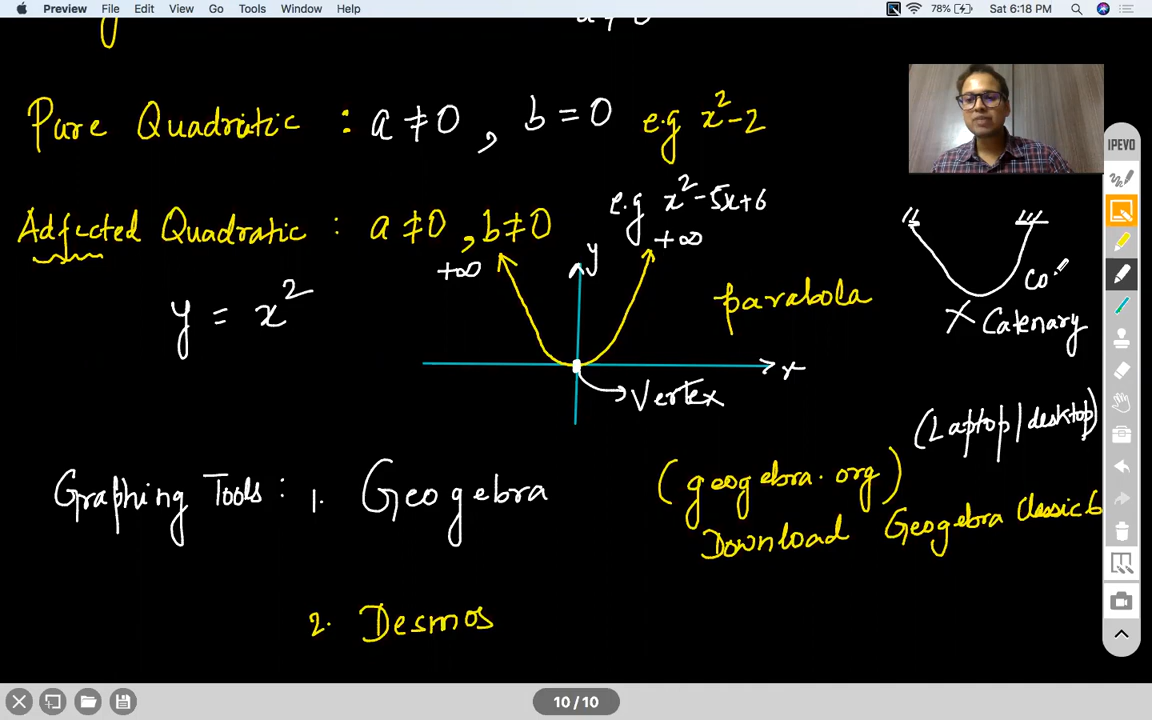 Preview File Edit View Go Tools Window Help 78% Sat 6:18 PM
Pure Quadratic : a ≠ 0 , b = 0 e.g x²-2
IPEVO
e.g x²-5x+6
Adfected Quadratic : a ≠ 0 , b ≠ 0
+∞ y +∞
y = x²
parabola
Co
X Catenary
x
Vertex
(Laptop/desktop)
Graphing Tools : 1. Geogebra (geogebra.org)
Download Geogebra Classic 6
2. Desmos
10/10